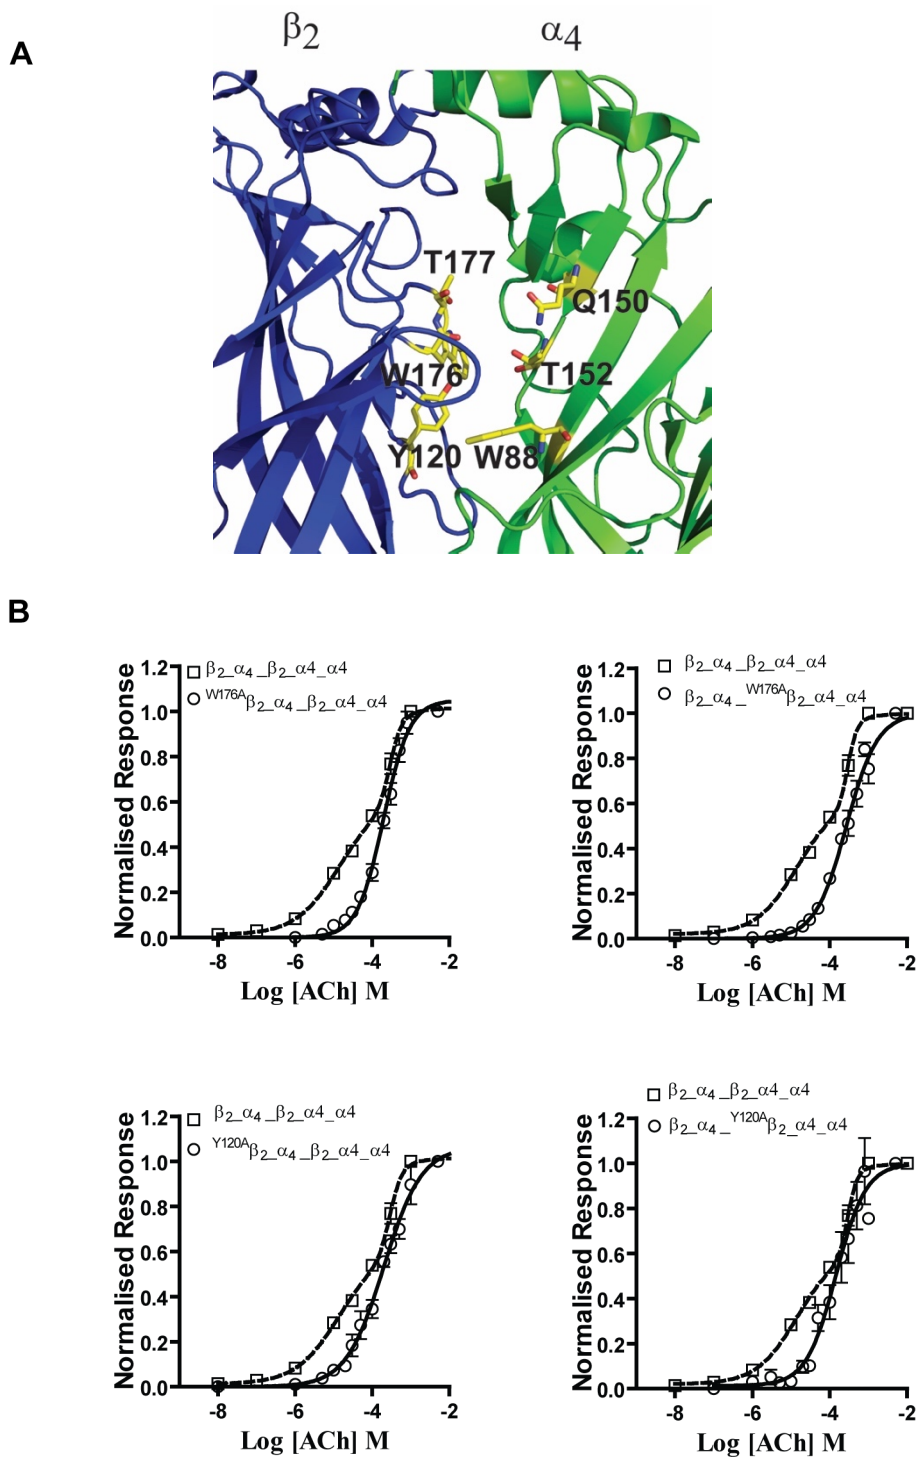 A
β2 α4
T177
Q150
W176 T152
Y120 W88
B
Normalised Response
1.2
1.0
0.8
0.6
0.4
0.2
0.0
β2_α4_β2_α4_α4
W176Aβ2_α4_β2_α4_α4
-8 -6 -4 -2
Log [ACh] M
Normalised Response
1.2
1.0
0.8
0.6
0.4
0.2
0.0
β2_α4_β2_α4_α4
β2_α4_W176Aβ2_α4_α4
-8 -6 -4 -2
Log [ACh] M
Normalised Response
1.2
1.0
0.8
0.6
0.4
0.2
0.0
β2_α4_β2_α4_α4
Y120Aβ2_α4_β2_α4_α4
-8 -6 -4 -2
Log [ACh] M
Normalised Response
1.2
1.0
0.8
0.6
0.4
0.2
0.0
β2_α4_β2_α4_α4
β2_α4_Y120Aβ2_α4_α4
-8 -6 -4 -2
Log [ACh] M